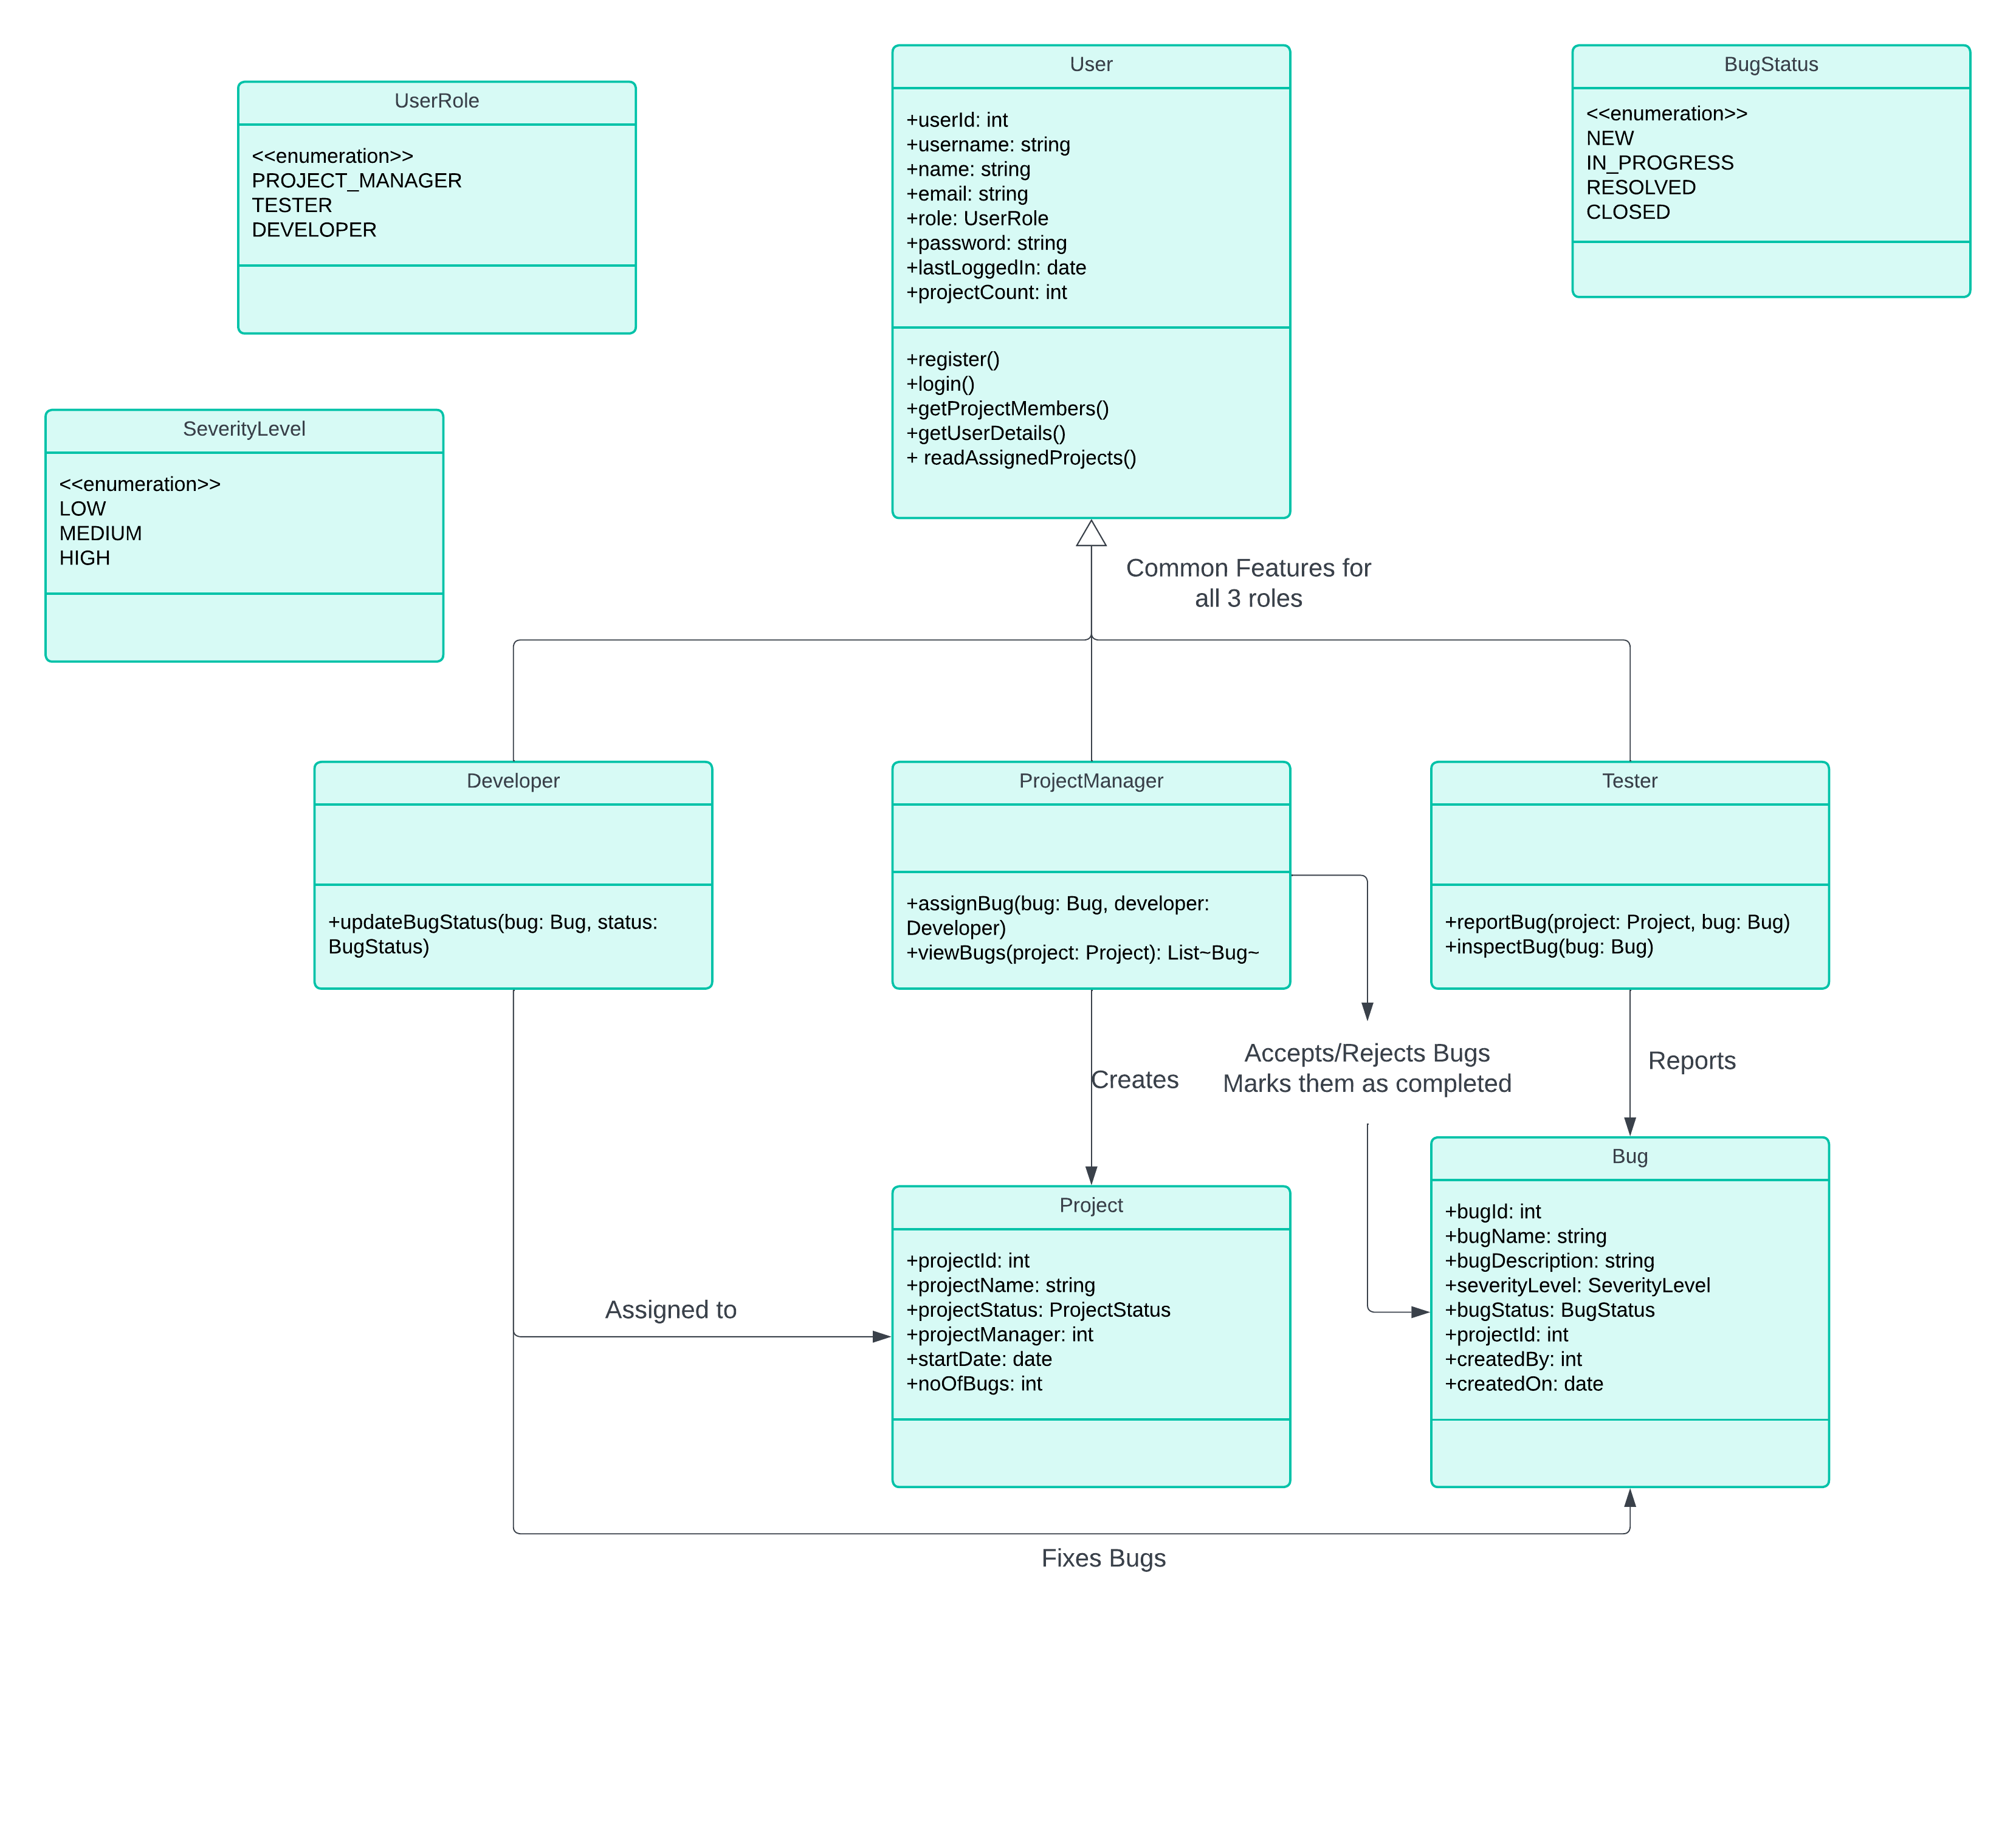 User
+userId: int
+username: string
+name: string
+email: string
+role: UserRole
+password: string
+lastLoggedIn: date
+projectCount: int
+register()
+login()
+getProjectMembers()
+getUserDetails()
+ readAssignedProjects()
BugStatus
<<enumeration>>
NEW
IN_PROGRESS
RESOLVED
CLOSED
UserRole
<<enumeration>>
PROJECT_MANAGER
TESTER
DEVELOPER
SeverityLevel
<<enumeration>>
LOW
MEDIUM
HIGH
Common Features for
all 3 roles
Developer
+updateBugStatus(bug: Bug, status:
BugStatus)
ProjectManager
+assignBug(bug: Bug, developer:
Developer)
+viewBugs(project: Project): List~Bug~
Tester
+reportBug(project: Project, bug: Bug)
+inspectBug(bug: Bug)
Creates
Accepts/Rejects Bugs
Marks them as completed
Reports
Assigned to
Project
+projectId: int
+projectName: string
+projectStatus: ProjectStatus
+projectManager: int
+startDate: date
+noOfBugs: int
Bug
+bugId: int
+bugName: string
+bugDescription: string
+severityLevel: SeverityLevel
+bugStatus: BugStatus
+projectId: int
+createdBy: int
+createdOn: date
Fixes Bugs